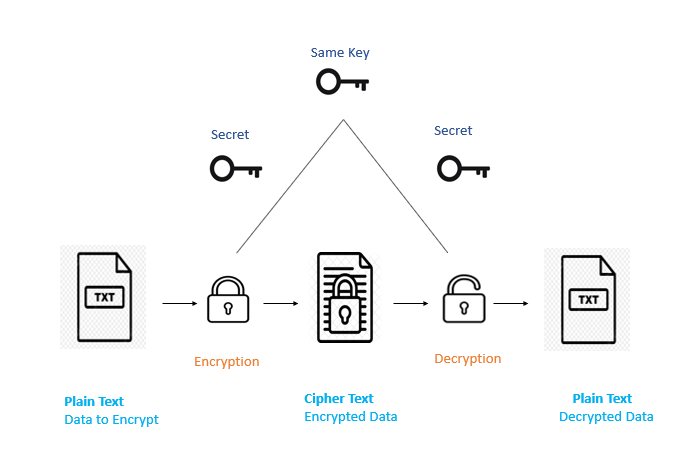 Same Key
Secret
Secret
TXT
TXT
Encryption
Decryption
Plain Text
Data to Encrypt
Cipher Text
Encrypted Data
Plain Text
Decrypted Data